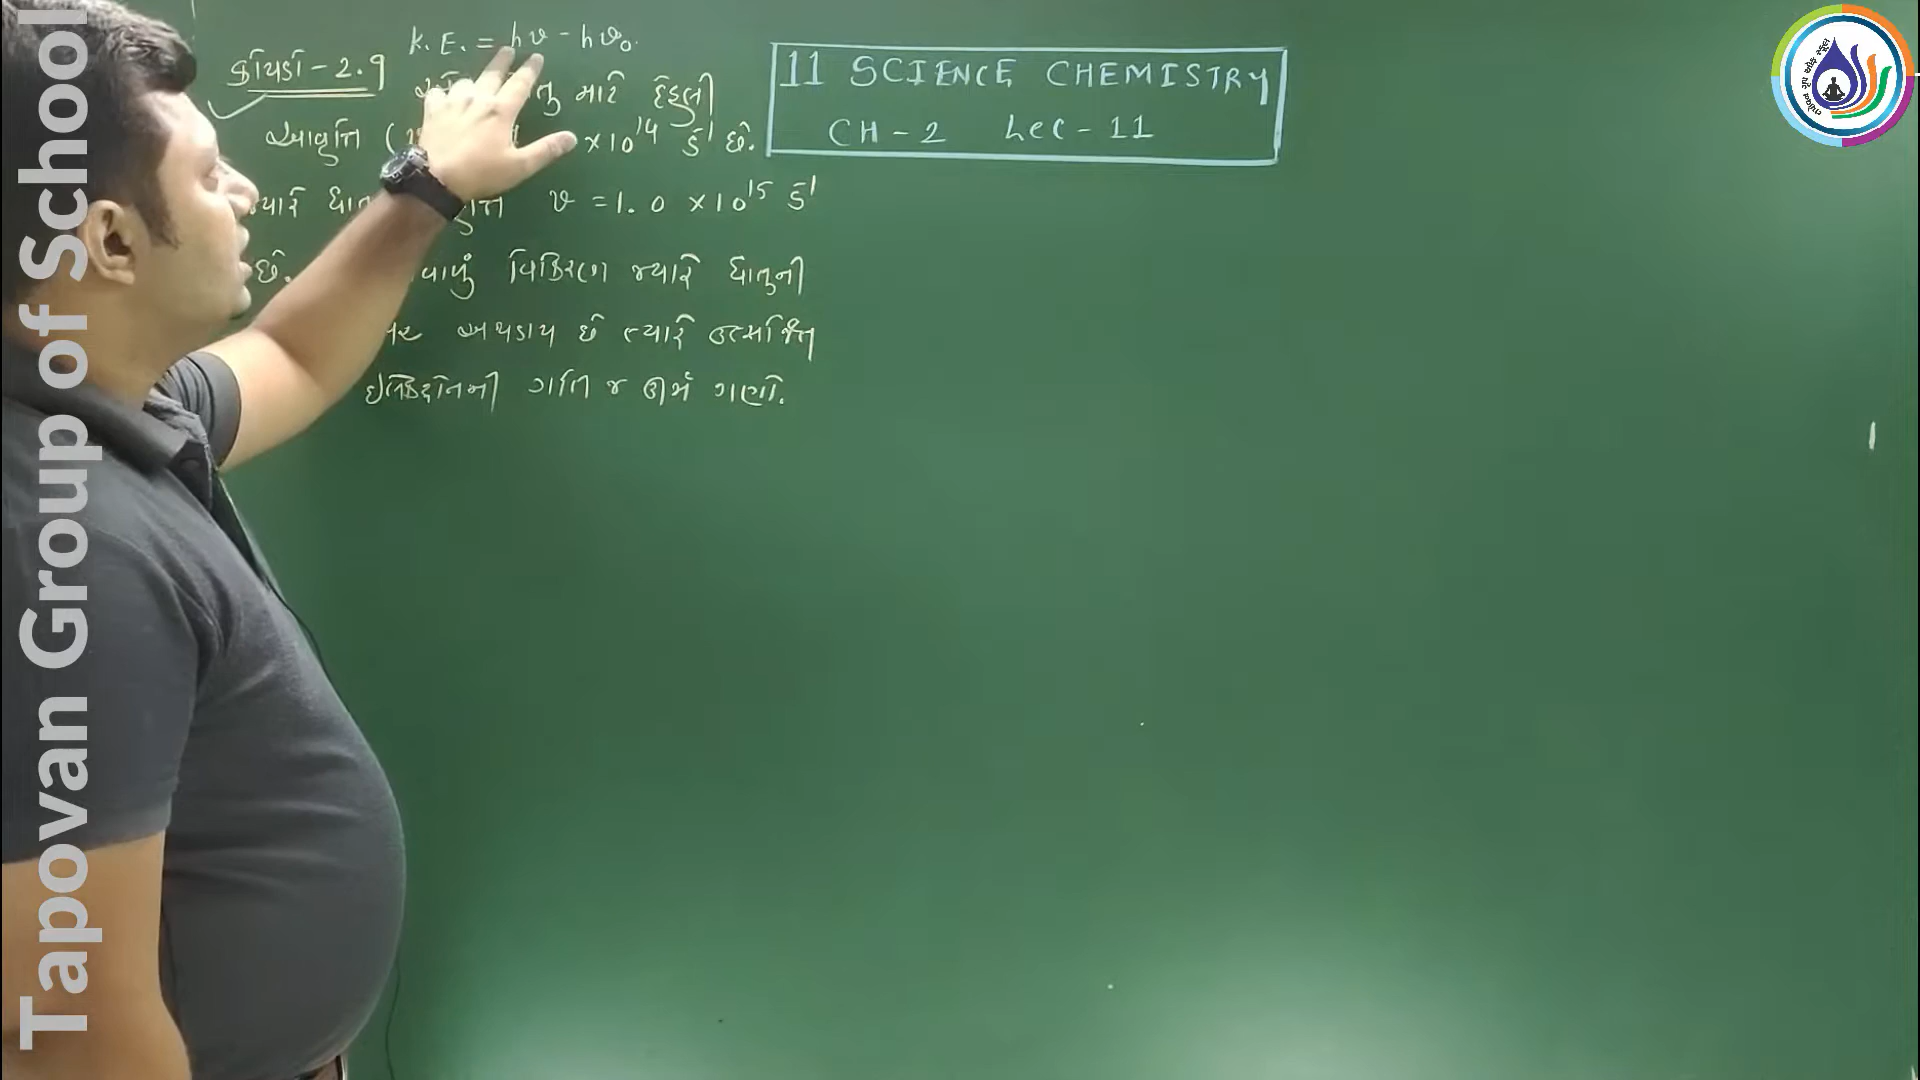 K.E. = hν - hν₀.
કોયડો - 2.9
માટે દેહલી
આવૃત્તિ ( ×10¹⁴ s⁻¹ છે.
ν = 1.0 ×10¹⁵ s⁻¹
છે. વાળું વિકિરણ જ્યારે ધાતુની
પર અથડાય છે ત્યારે ઉત્સર્જિત
ઇલેક્ટ્રોનની ગતિજ ઊર્જા ગણો.
11 SCIENCE CHEMISTRY
CH - 2 Lec - 11
Tapovan Group of School